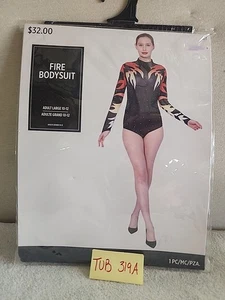 $32.00
FIRE
BODYSUIT
ADULT LARGE 10-12
ADULTE GRAND 10-12
1 PC/MC/PZA.
TUB 319A